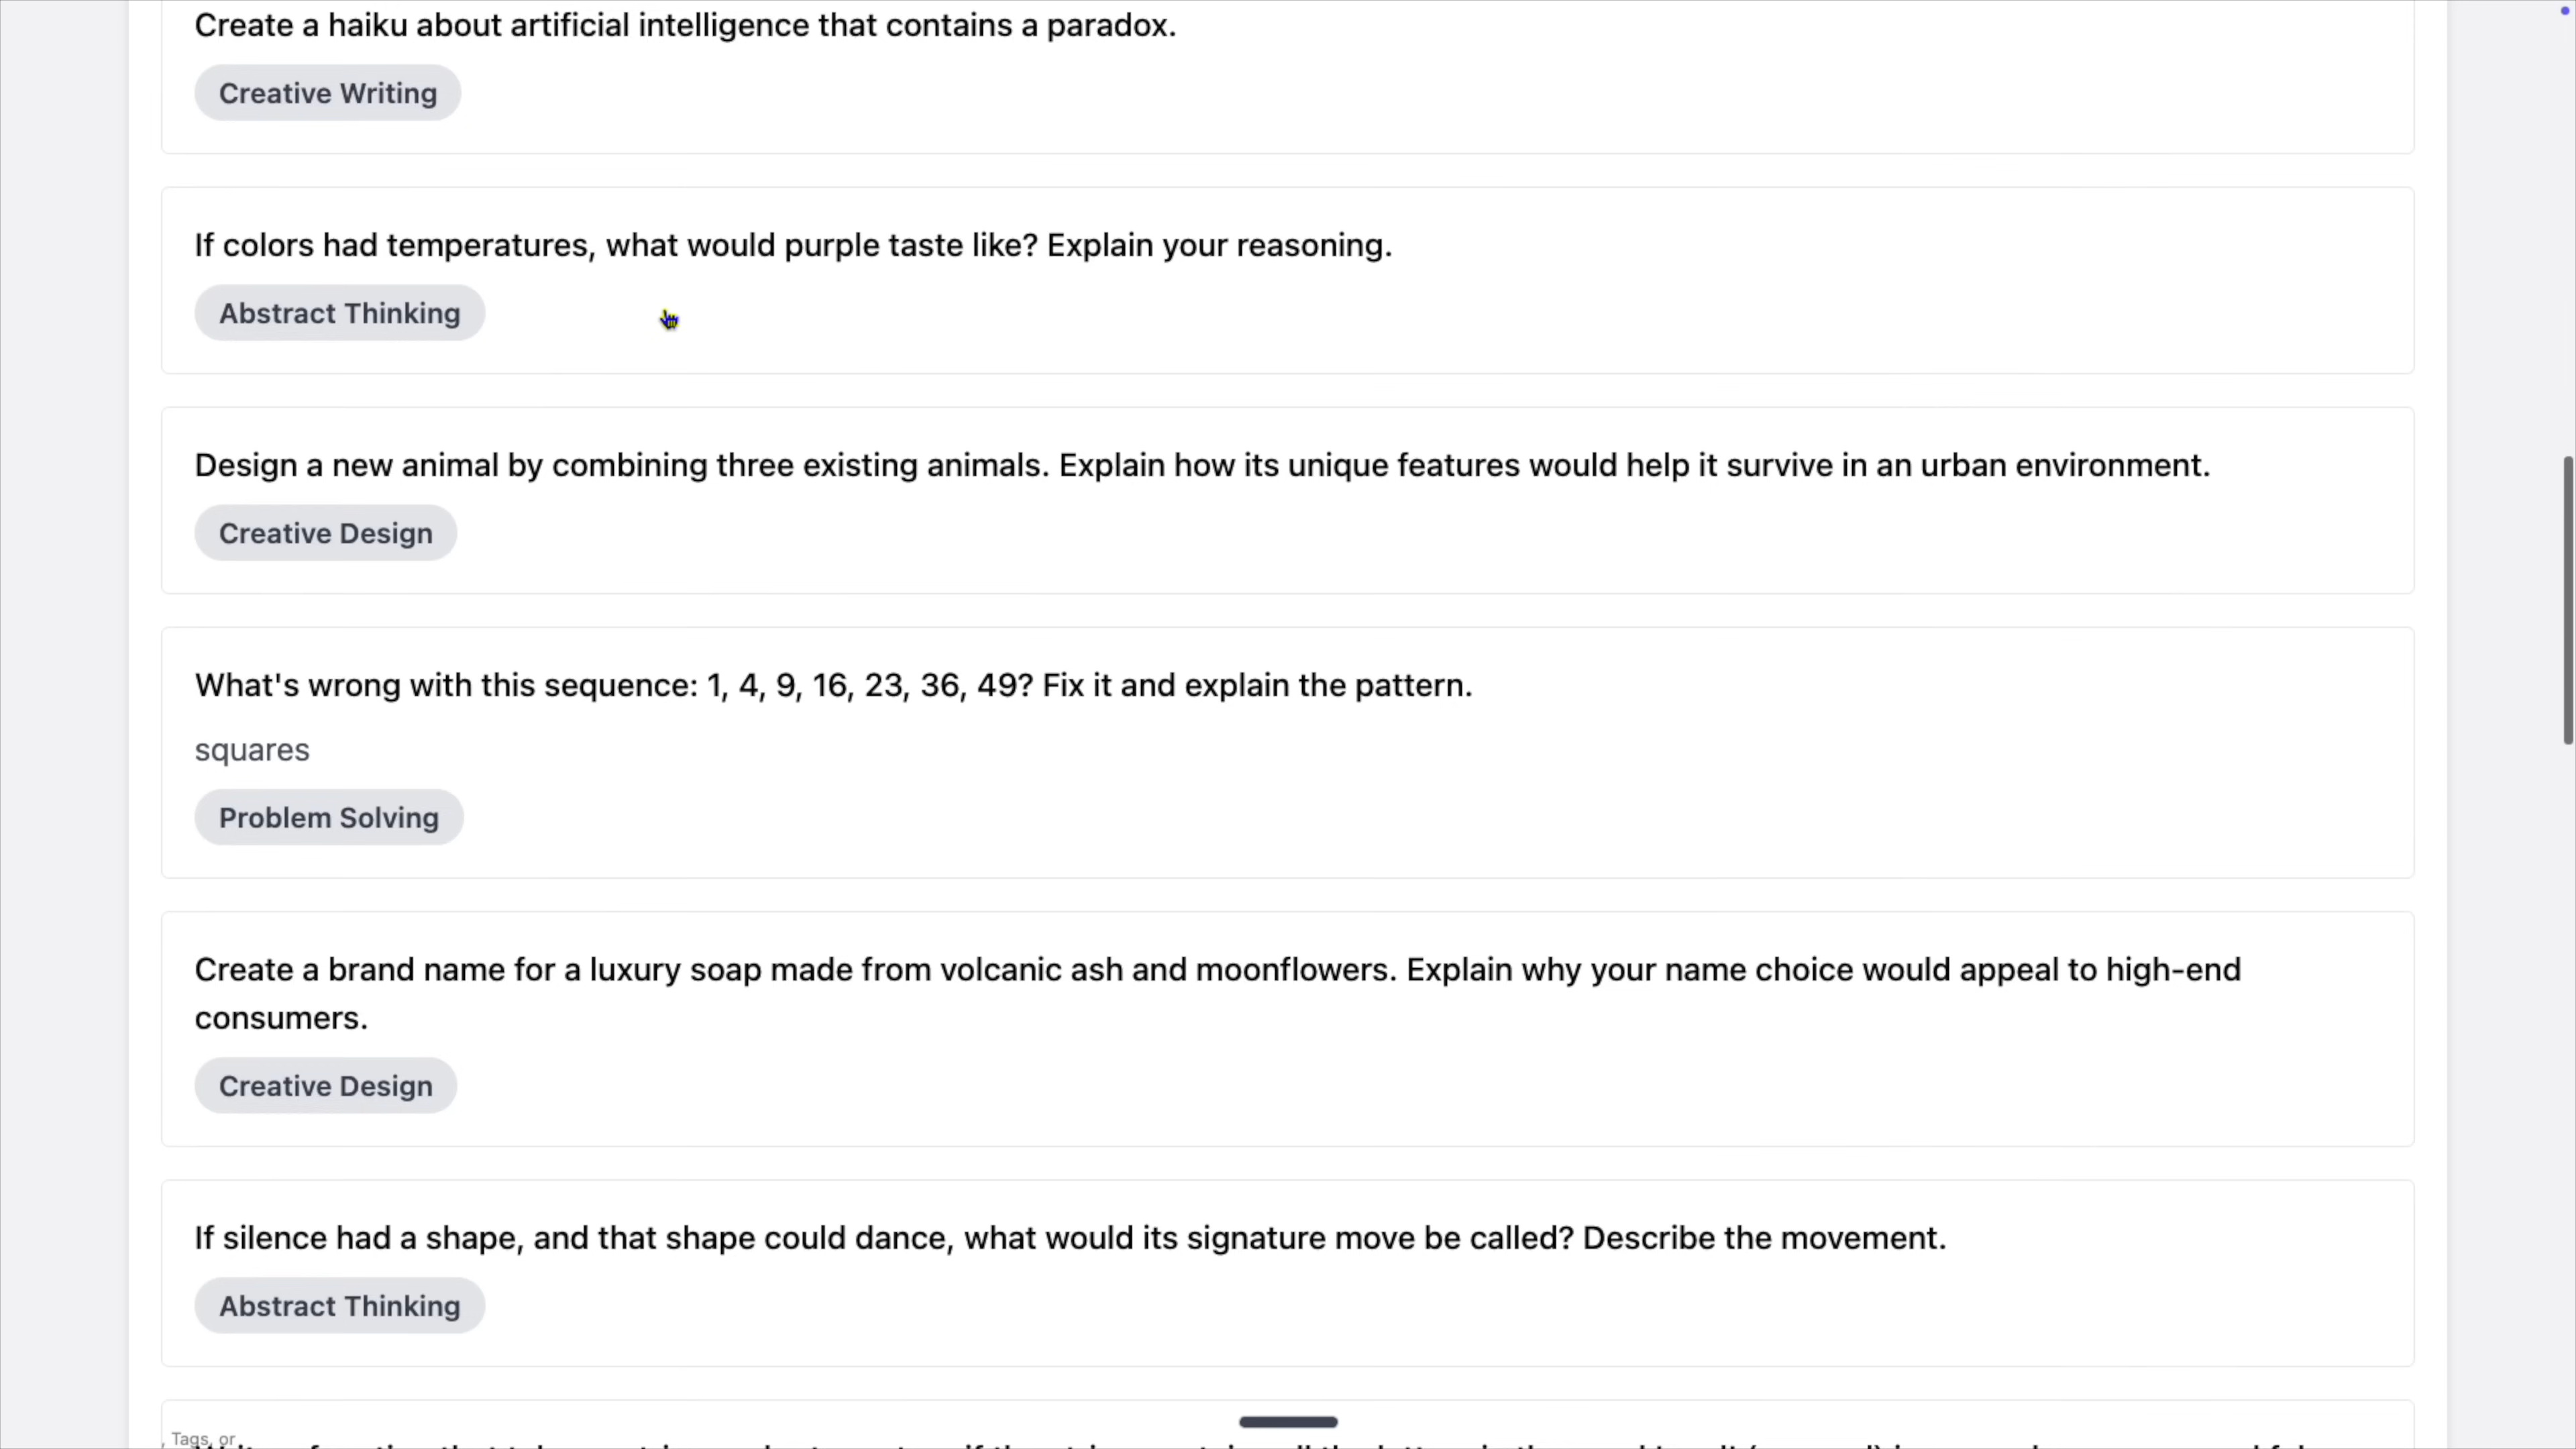 Create a haiku about artificial intelligence that contains a paradox.
Creative Writing
If colors had temperatures, what would purple taste like? Explain your reasoning.
Abstract Thinking
Design a new animal by combining three existing animals. Explain how its unique features would help it survive in an urban environment.
Creative Design
What's wrong with this sequence: 1, 4, 9, 16, 23, 36, 49? Fix it and explain the pattern.
squares
Problem Solving
Create a brand name for a luxury soap made from volcanic ash and moonflowers. Explain why your name choice would appeal to high-end
consumers.
Creative Design
If silence had a shape, and that shape could dance, what would its signature move be called? Describe the movement.
Abstract Thinking
, Tags, or